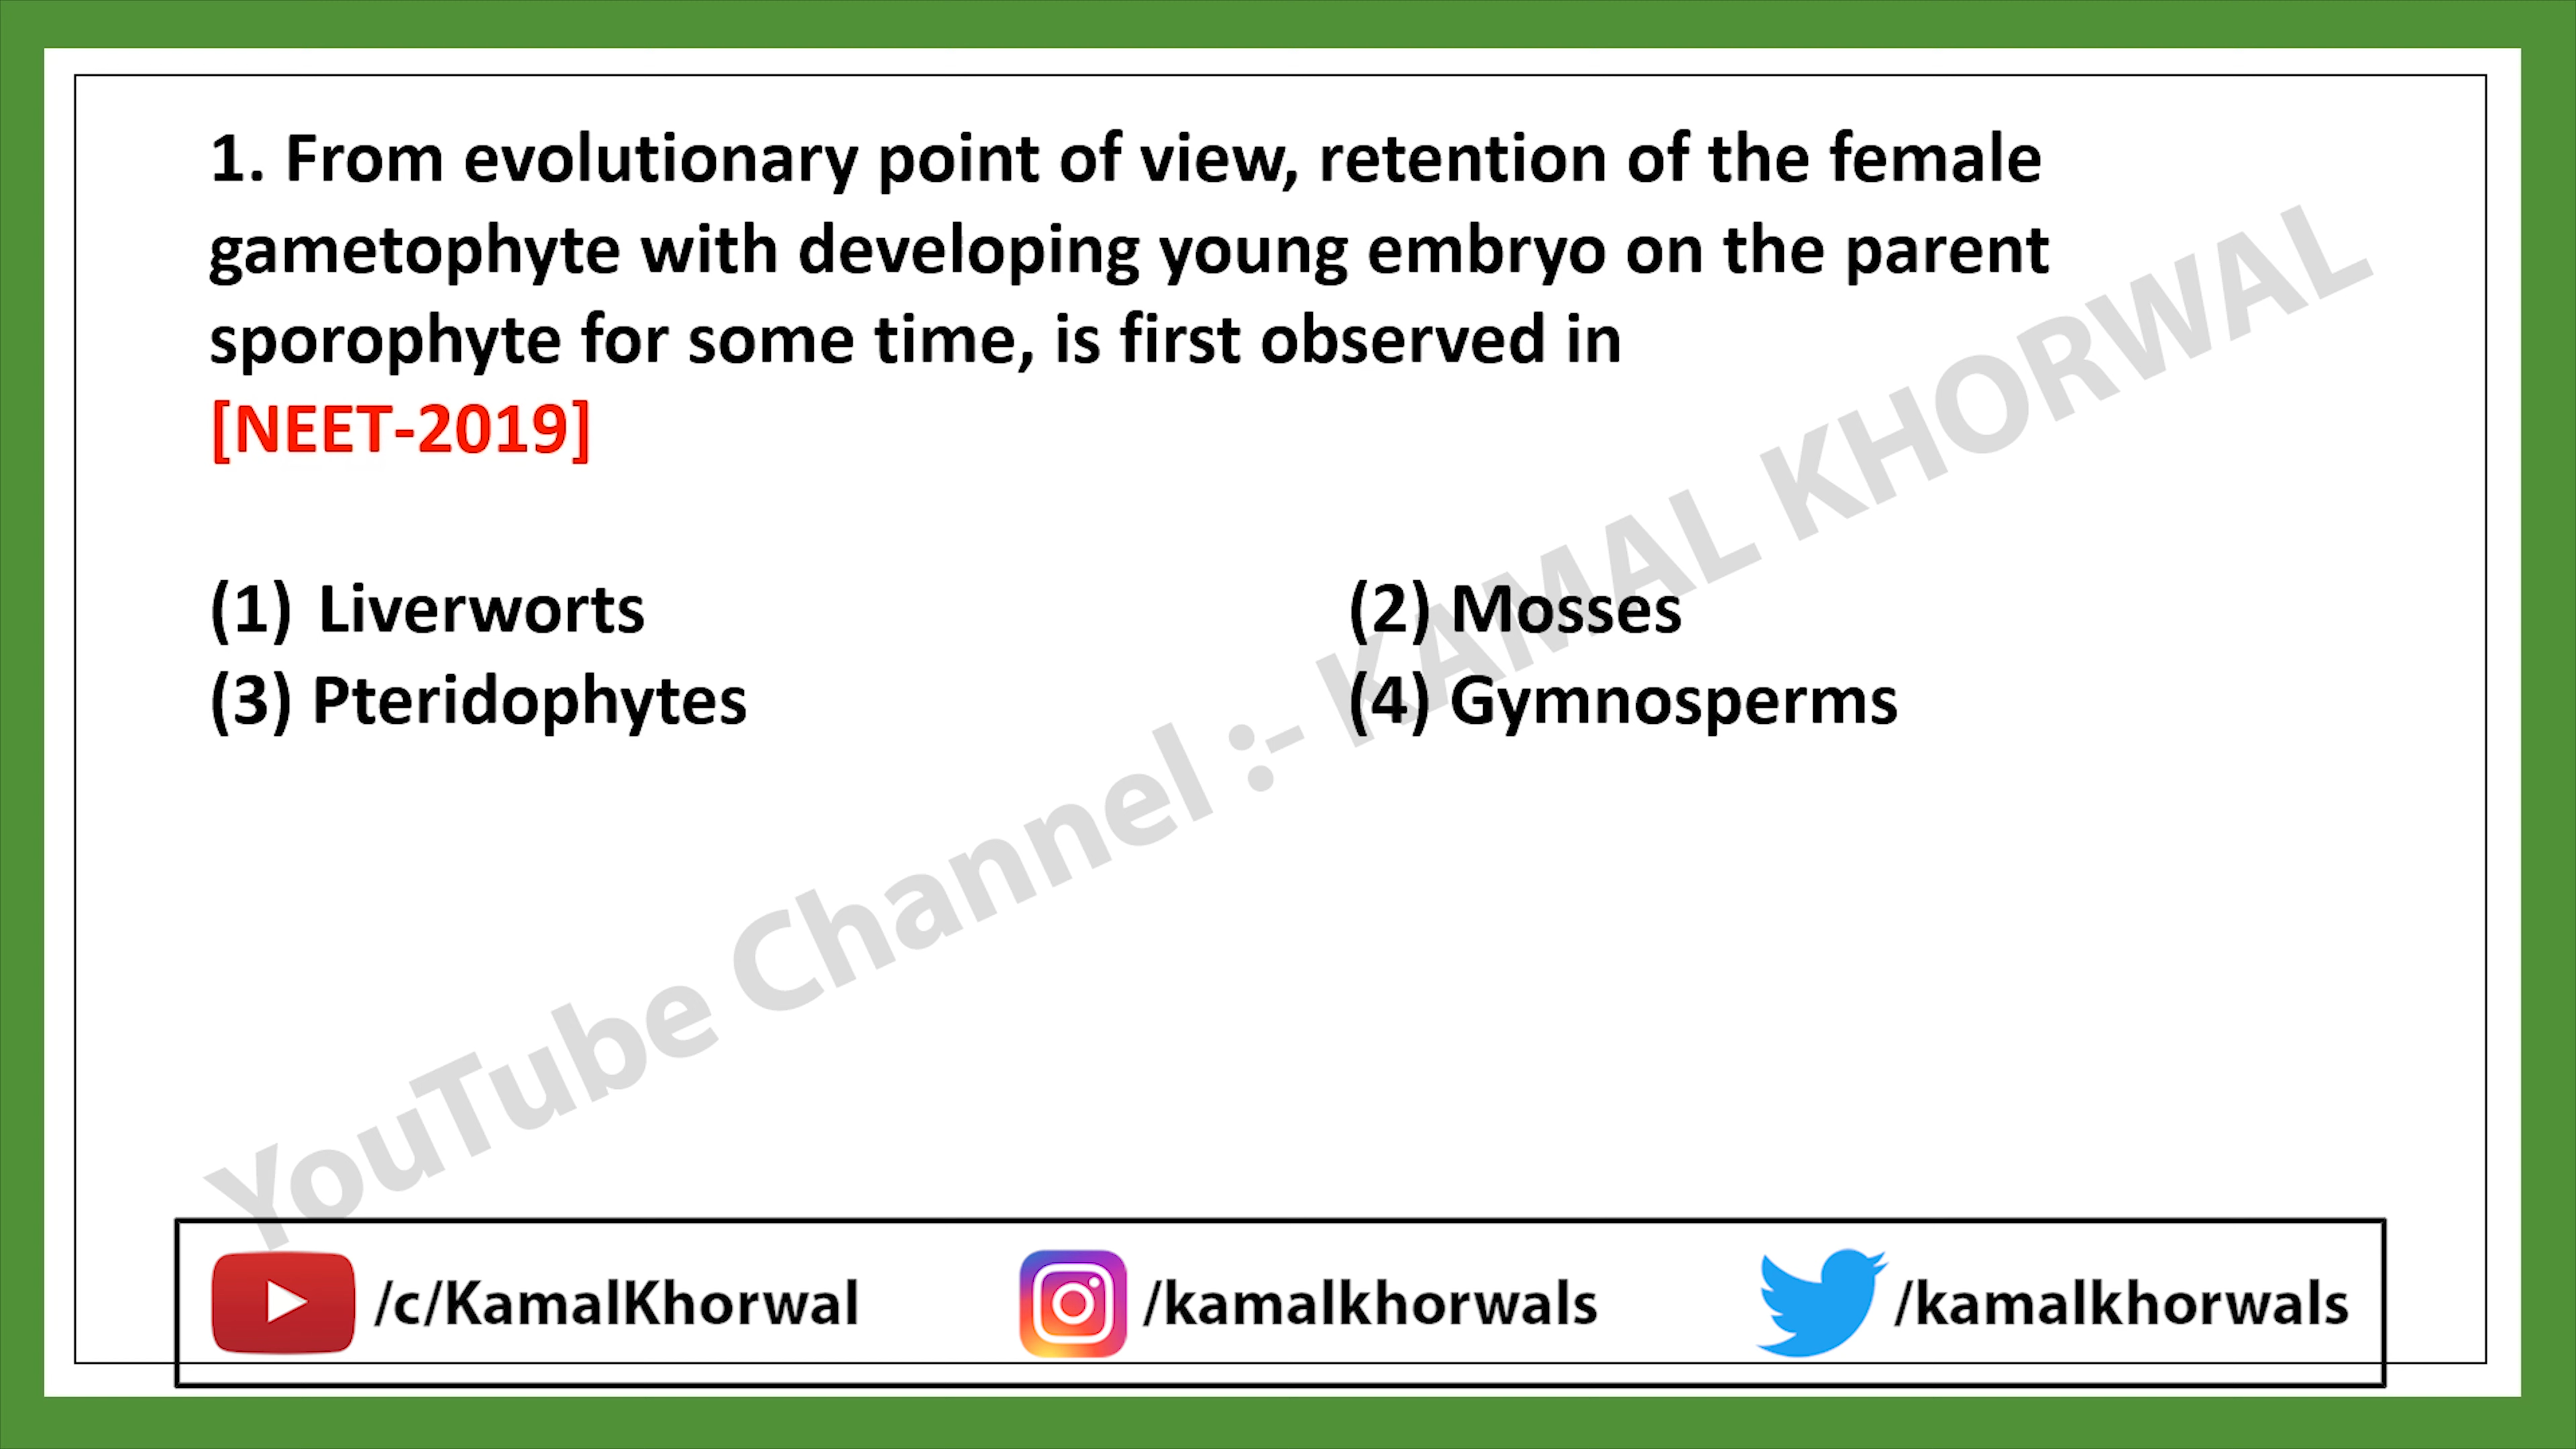 1. From evolutionary point of view, retention of the female
gametophyte with developing young embryo on the parent
sporophyte for some time, is first observed in
[NEET-2019]
(1) Liverworts (2) Mosses
(3) Pteridophytes (4) Gymnosperms
YouTube Channel :- KAMAL KHORWAL
/c/KamalKhorwal /kamalkhorwals /kamalkhorwals